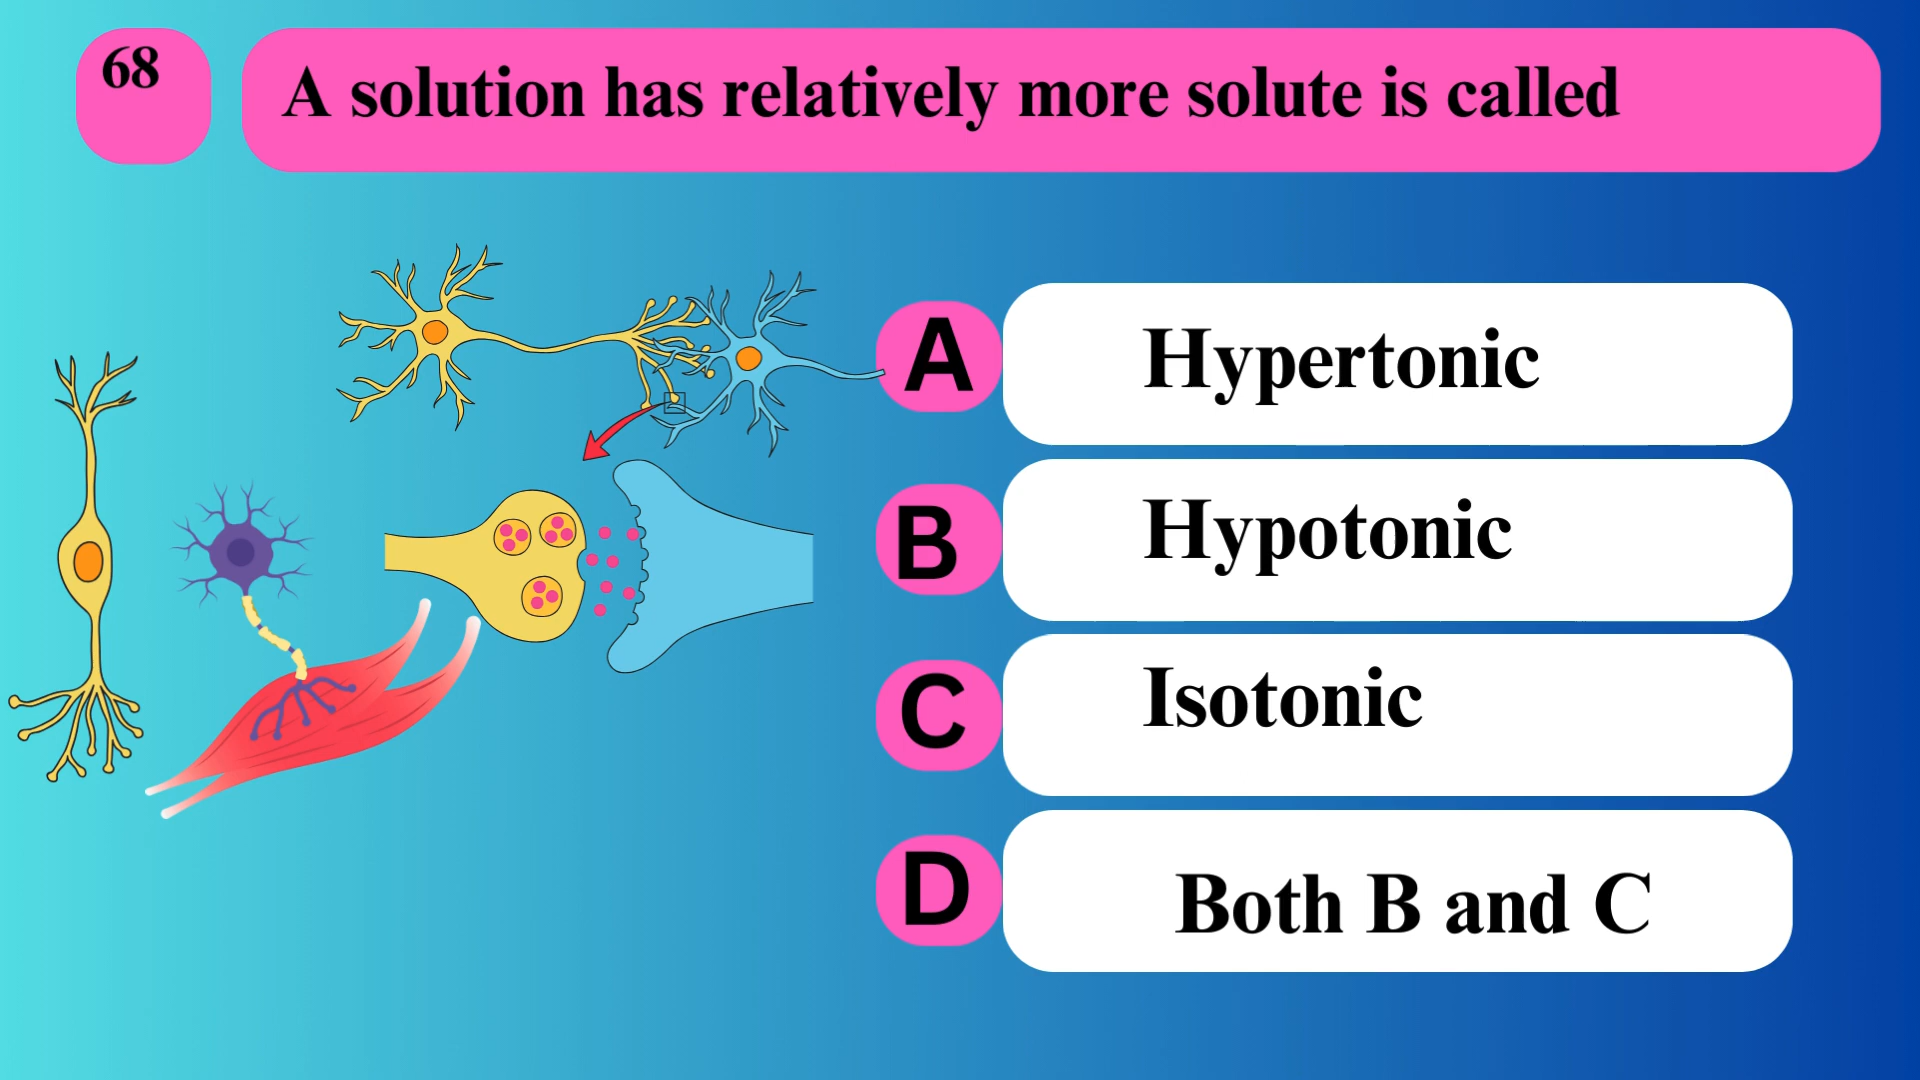 68
A solution has relatively more solute is called
A
Hypertonic
B
Hypotonic
C
Isotonic
D
Both B and C